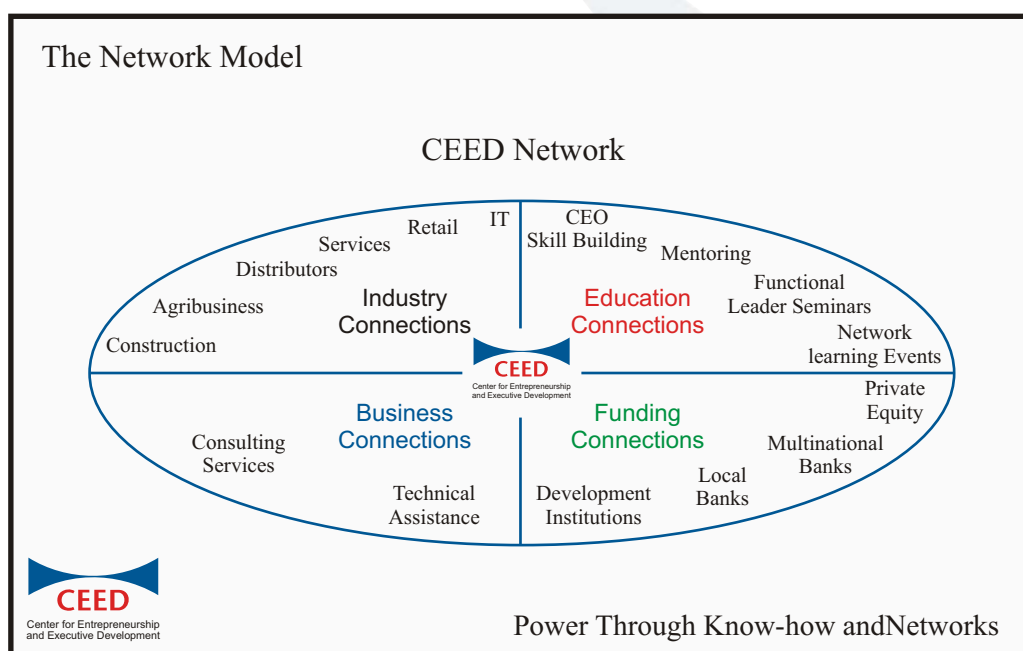 The Network Model
CEED Network
IT
Retail
Services
Distributors
Agribusiness
Construction
Industry
Connections
CEO
Skill Building
Mentoring
Functional
Leader Seminars
Network
learning Events
Education
Connections
CEED
Center for Entrepreneurship
and Executive Development
Business
Connections
Consulting
Services
Technical
Assistance
Funding
Connections
Private
Equity
Multinational
Banks
Local
Banks
Development
Institutions
CEED
Center for Entrepreneurship
and Executive Development
Power Through Know-how andNetworks